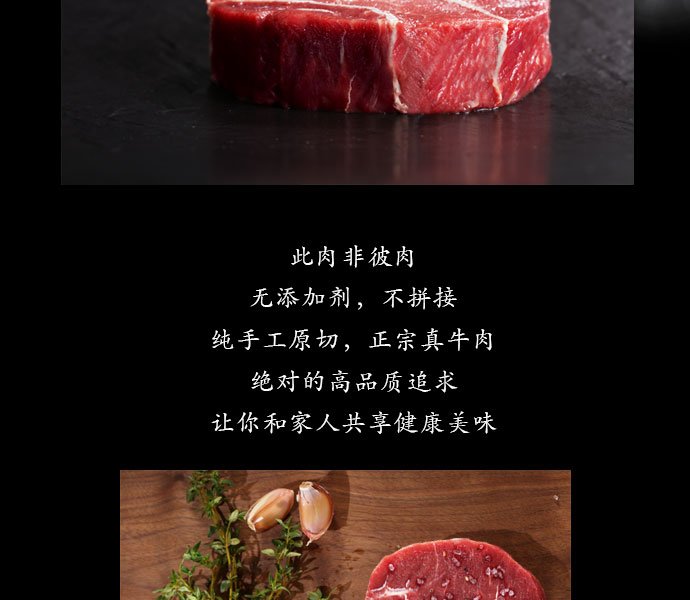 此肉非彼肉
无添加剂，不拼接
纯手工原切，正宗真牛肉
绝对的高品质追求
让你和家人共享健康美味